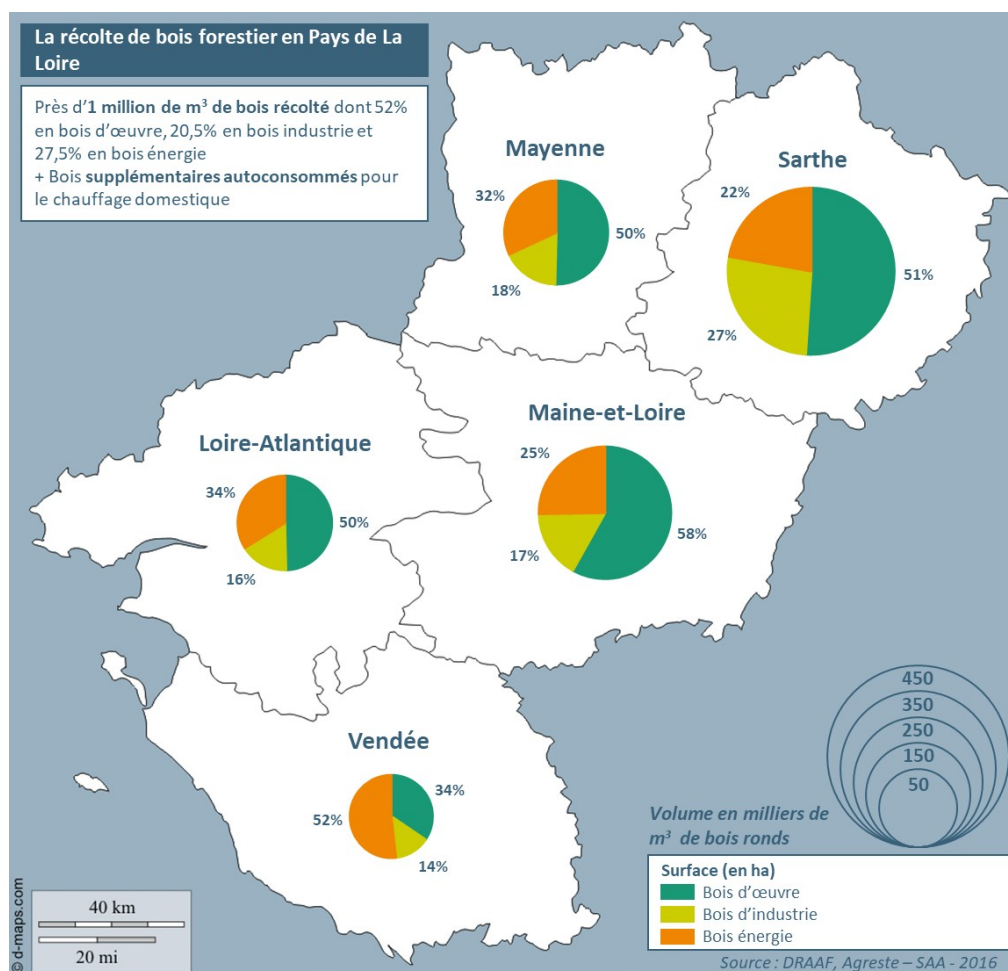 La récolte de bois forestier en Pays de La
Loire
Près d'1 million de m³ de bois récolté dont 52%
en bois d'œuvre, 20,5% en bois industrie et
27,5% en bois énergie
+ Bois supplémentaires autoconsommés pour
le chauffage domestique
Mayenne
32%
50%
18%
Sarthe
22%
51%
27%
Maine-et-Loire
25%
58%
17%
Loire-Atlantique
34%
50%
16%
Vendée
34%
52%
14%
450
350
250
150
50
Volume en milliers de
m³ de bois ronds
Surface (en ha)
Bois d'œuvre
Bois d'industrie
Bois énergie
Source : DRAAF, Agreste – SAA - 2016
40 km
20 mi
© d-maps.com